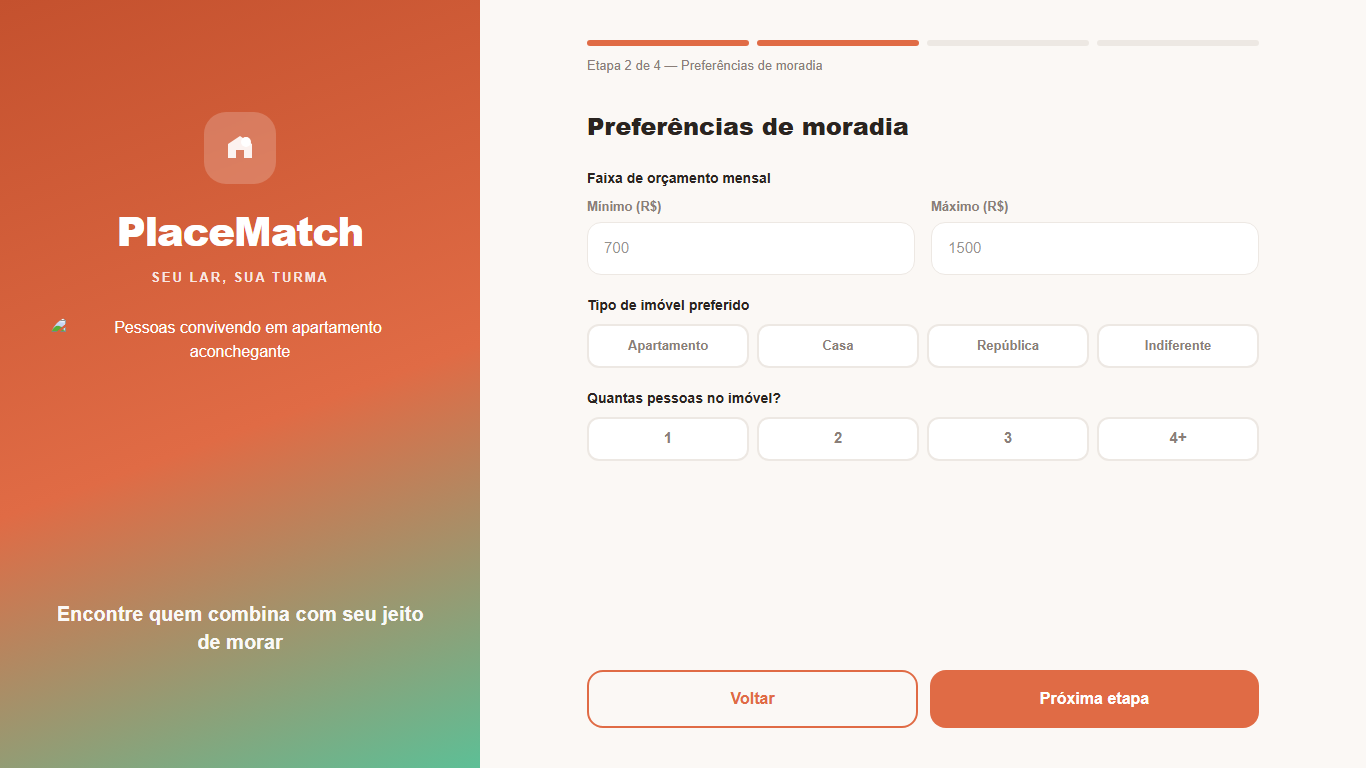 PlaceMatch
SEU LAR, SUA TURMA
Pessoas convivendo em apartamento
aconchegante
Encontre quem combina com seu jeito
de morar
Etapa 2 de 4 — Preferências de moradia
Preferências de moradia
Faixa de orçamento mensal
Mínimo (R$)
Máximo (R$)
700
1500
Tipo de imóvel preferido
Apartamento
Casa
República
Indiferente
Quantas pessoas no imóvel?
1
2
3
4+
Voltar
Próxima etapa